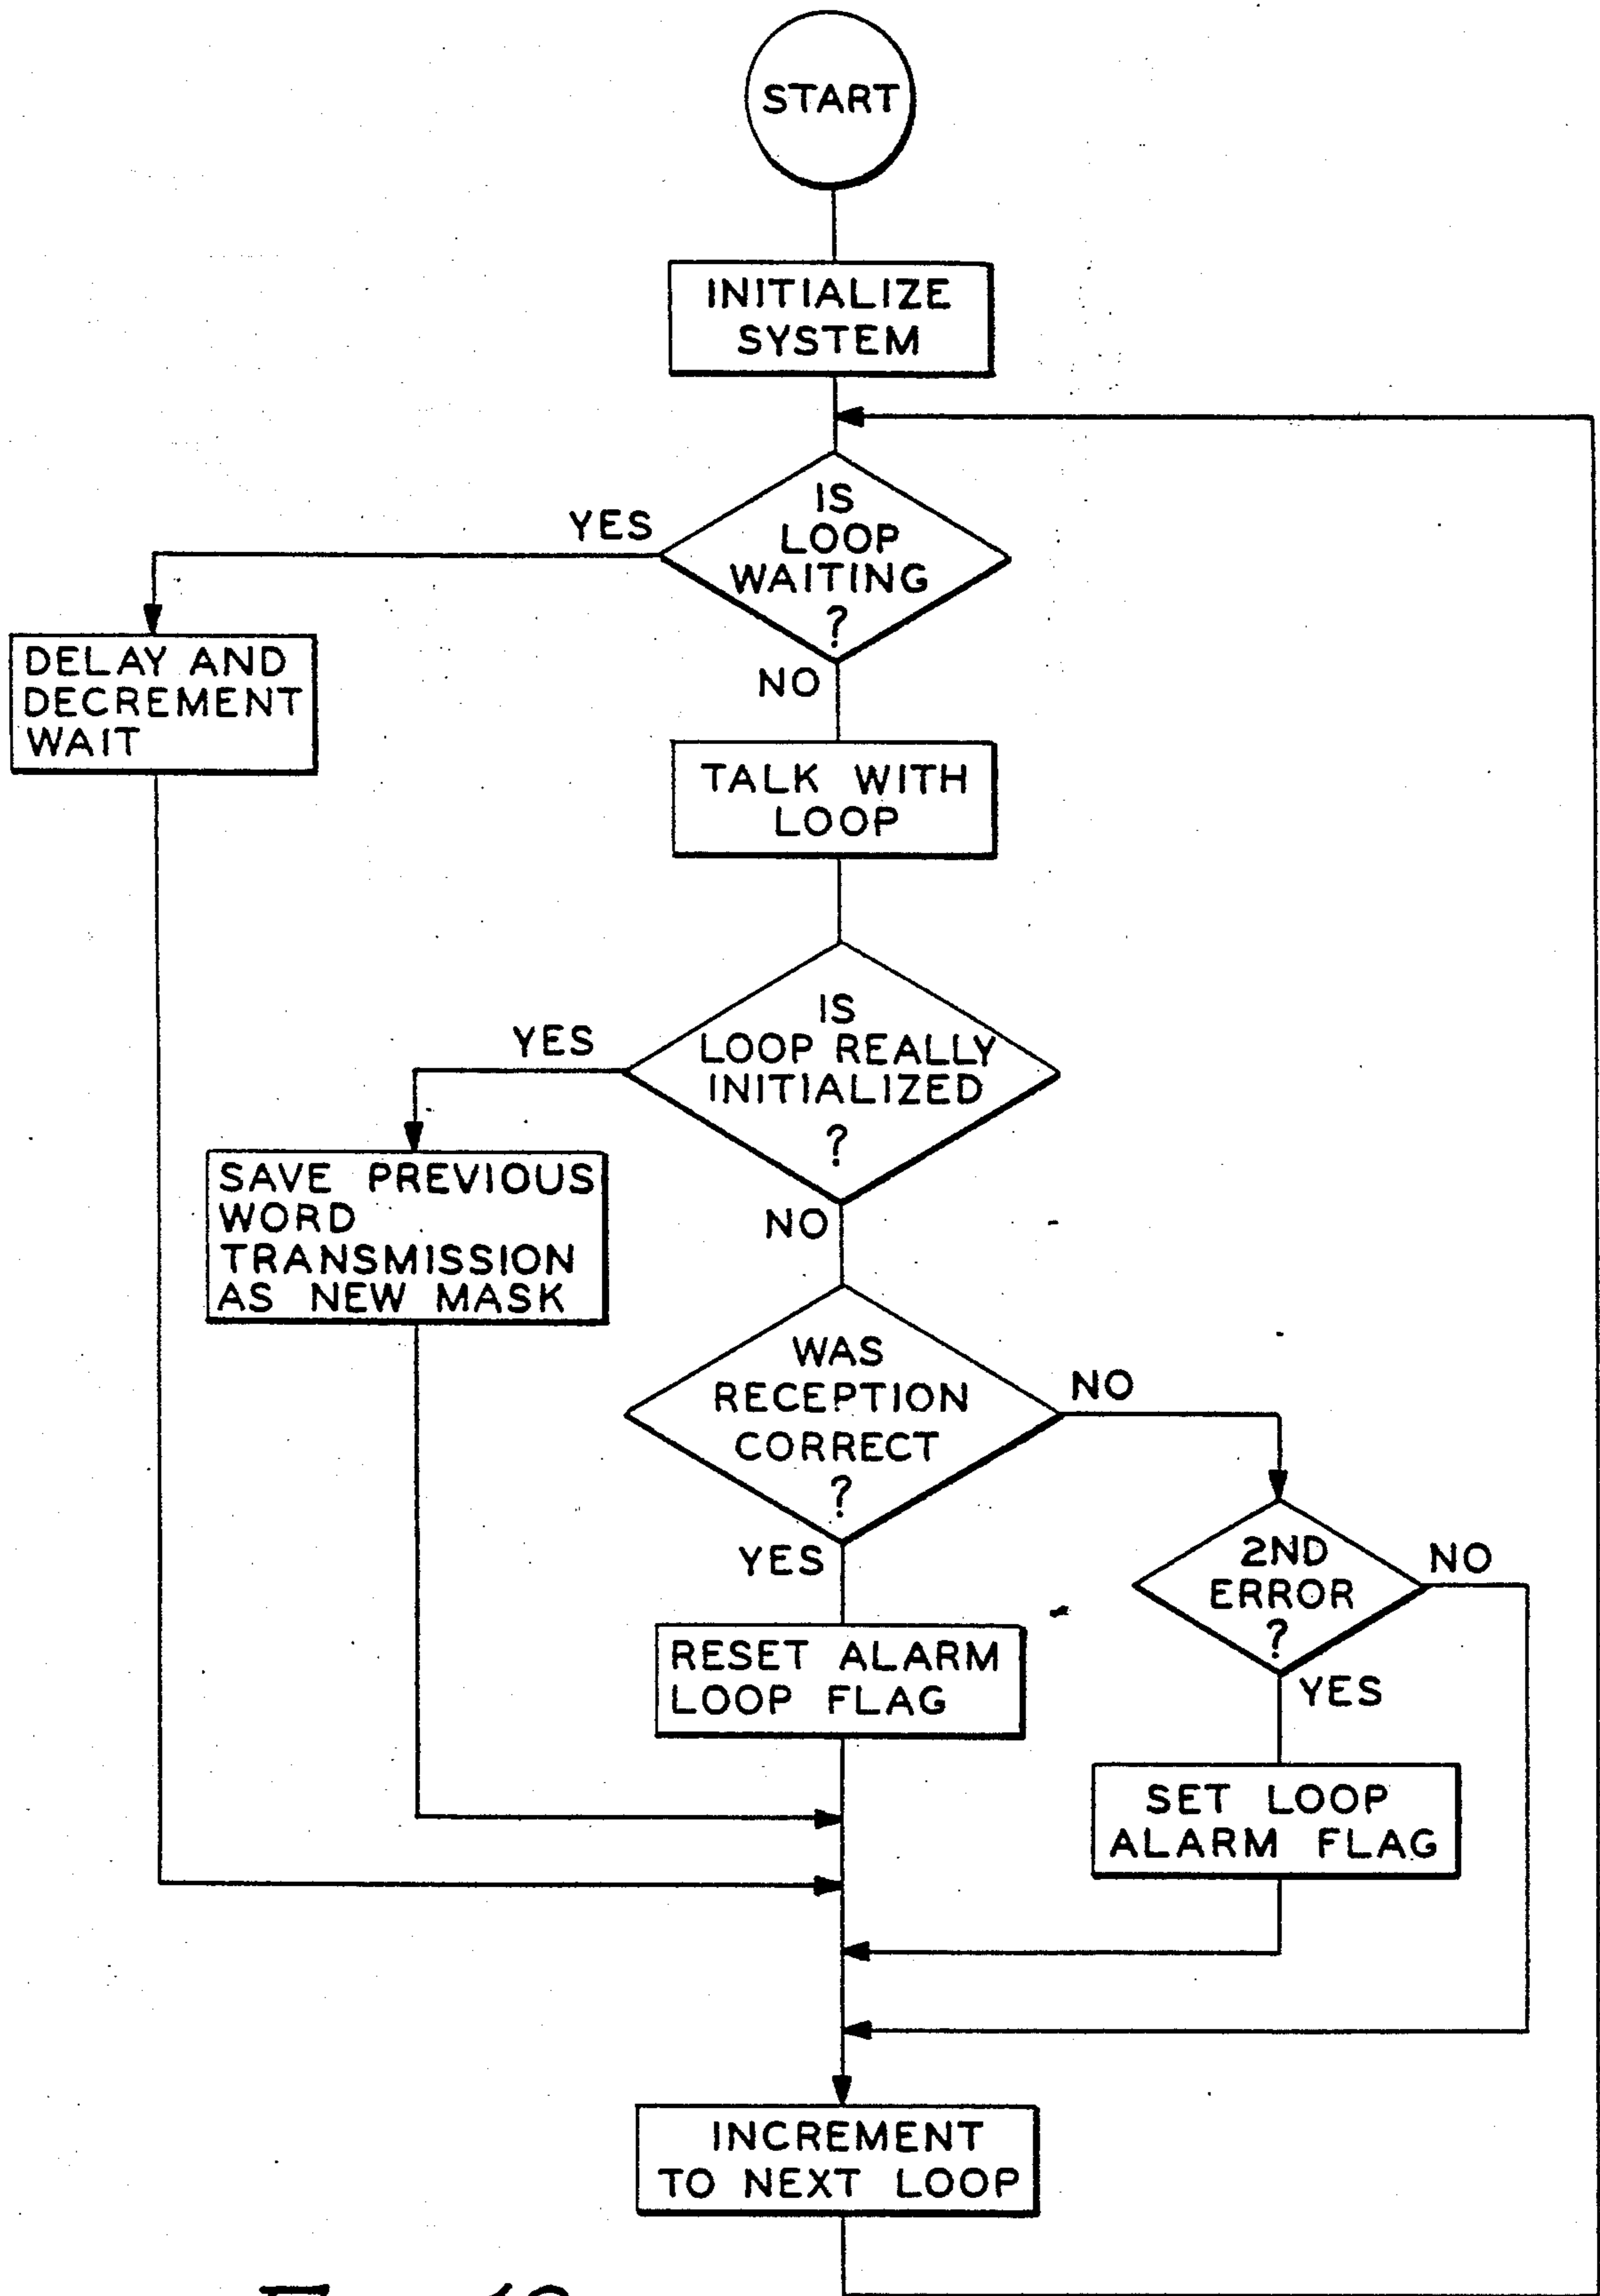 START
INITIALIZE
SYSTEM
IS
LOOP
WAITING
?
YES
NO
DELAY AND
DECREMENT
WAIT
TALK WITH
LOOP
IS
LOOP REALLY
INITIALIZED
?
YES
NO
SAVE PREVIOUS
WORD
TRANSMISSION
AS NEW MASK
WAS
RECEPTION
CORRECT
?
NO
YES
2ND
ERROR
?
NO
YES
RESET ALARM
LOOP FLAG
SET LOOP
ALARM FLAG
INCREMENT
TO NEXT LOOP